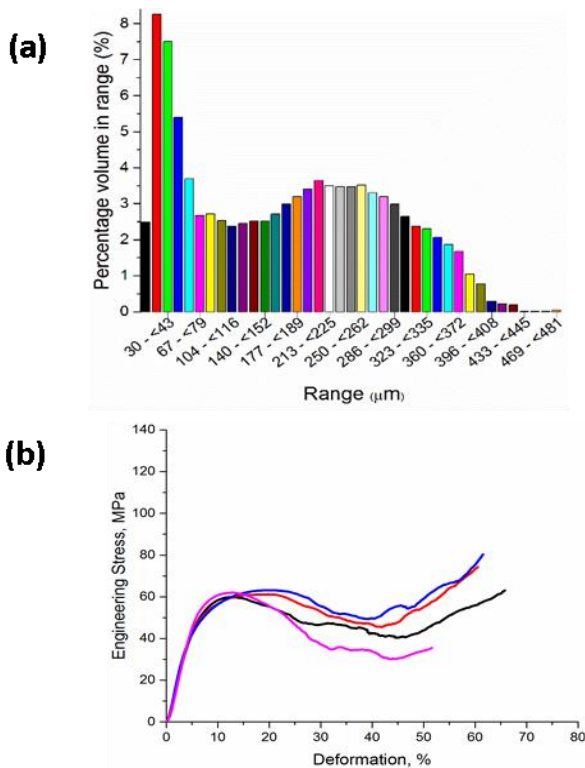 (a)
Percentage volume in range (%)
8
7
6
5
4
3
2
1
0
30 - <43
67 - <79
104 - <116
140 - <152
177 - <189
213 - <225
250 - <262
286 - <299
323 - <335
360 - <372
396 - <408
433 - <445
469 - <481
Range (μm)
(b)
Engineering Stress, MPa
140
120
100
80
60
40
20
0
0 10 20 30 40 50 60 70 80
Deformation, %